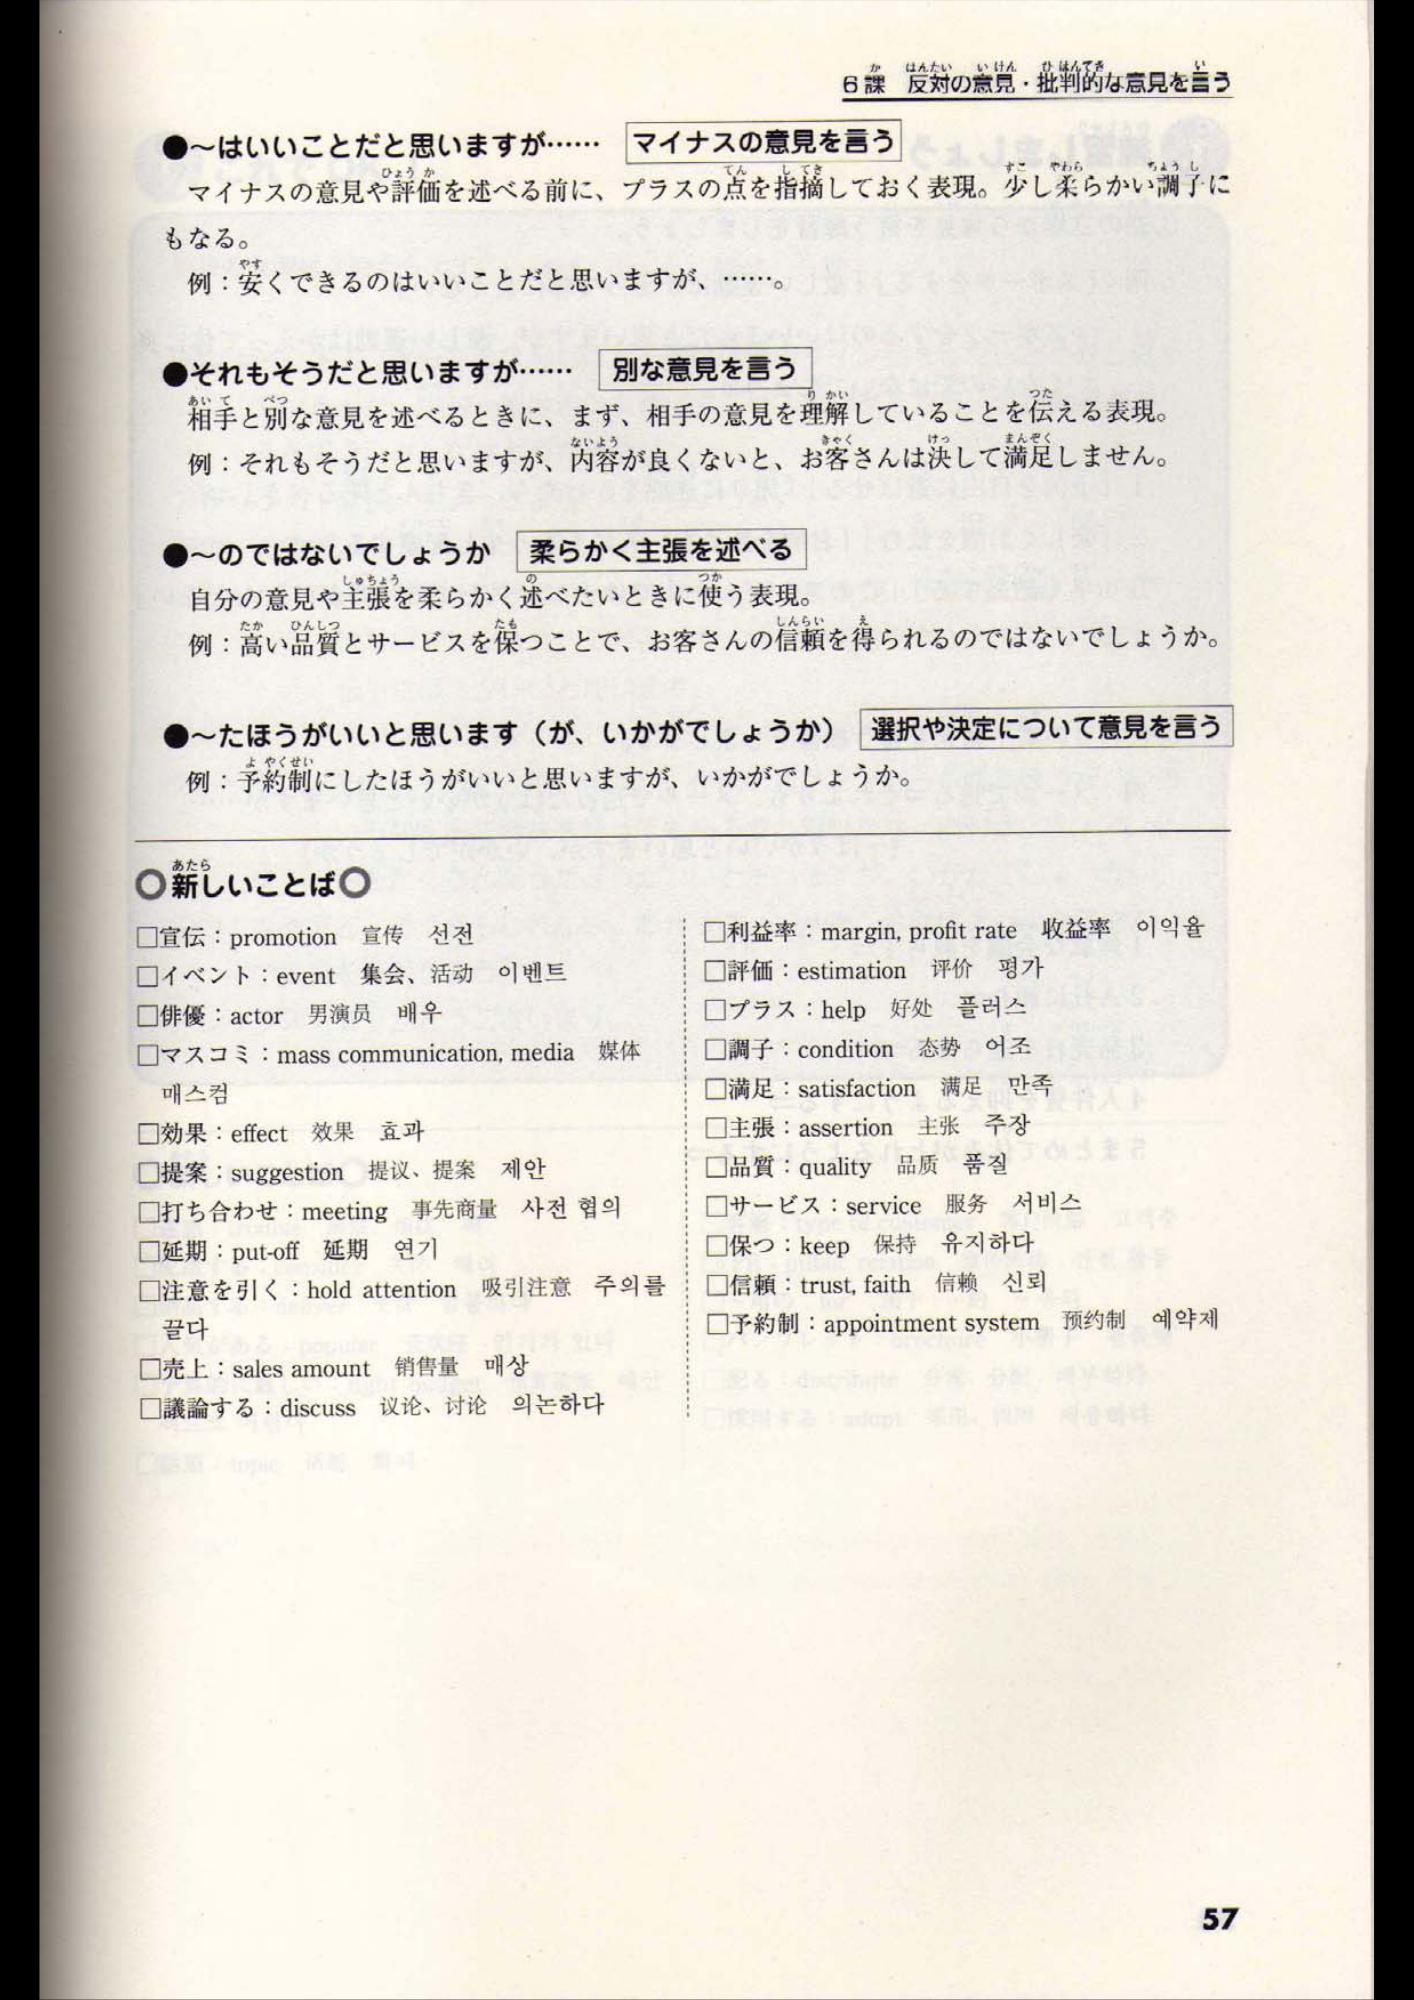 6課 反対の意見・批判的な意見を言う
●〜はいいことだと思いますが…… マイナスの意見を言う
マイナスの意見や評価を述べる前に、プラスの点を指摘しておく表現。少し柔らかい調子に
もなる。
例：安くできるのはいいことだと思いますが、……。
●それもそうだと思いますが…… 別な意見を言う
相手と別な意見を述べるときに、まず、相手の意見を理解していることを伝える表現。
例：それもそうだと思いますが、内容が良くないと、お客さんは決して満足しません。
●〜のではないでしょうか 柔らかく主張を述べる
自分の意見や主張を柔らかく述べたいときに使う表現。
例：高い品質とサービスを保つことで、お客さんの信頼を得られるのではないでしょうか。
●〜たほうがいいと思います（が、いかがでしょうか） 選択や決定について意見を言う
例：予約制にしたほうがいいと思いますが、いかがでしょうか。
○新しいことば○
□宣伝：promotion 宣传 선전
□イベント：event 集会、活动 이벤트
□俳優：actor 男演员 배우
□マスコミ：mass communication, media 媒体
매스컴
□効果：effect 效果 효과
□提案：suggestion 提议、提案 제안
□打ち合わせ：meeting 事先商量 사전 협의
□延期：put-off 延期 연기
□注意を引く：hold attention 吸引注意 주의를
끌다
□売上：sales amount 销售量 매상
□議論する：discuss 议论、讨论 의논하다
□利益率：margin, profit rate 收益率 이익율
□評価：estimation 评价 평가
□プラス：help 好处 플러스
□調子：condition 态势 어조
□満足：satisfaction 满足 만족
□主張：assertion 主张 주장
□品質：quality 品质 품질
□サービス：service 服务 서비스
□保つ：keep 保持 유지하다
□信頼：trust, faith 信赖 신뢰
□予約制：appointment system 预约制 예약제
57